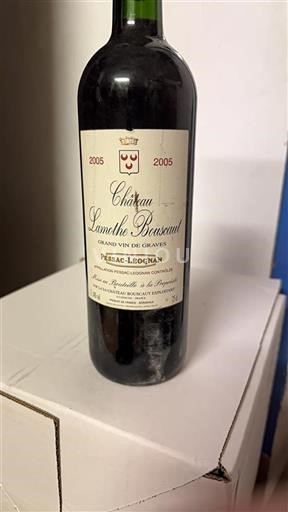 2005 2005
Château
Lamothe Bouscaut
GRAND VIN DE GRAVES
PESSAC-LÉOGNAN
APPELLATION PESSAC-LÉOGNAN CONTRÔLÉE
Mise en Bouteille à la Propriété